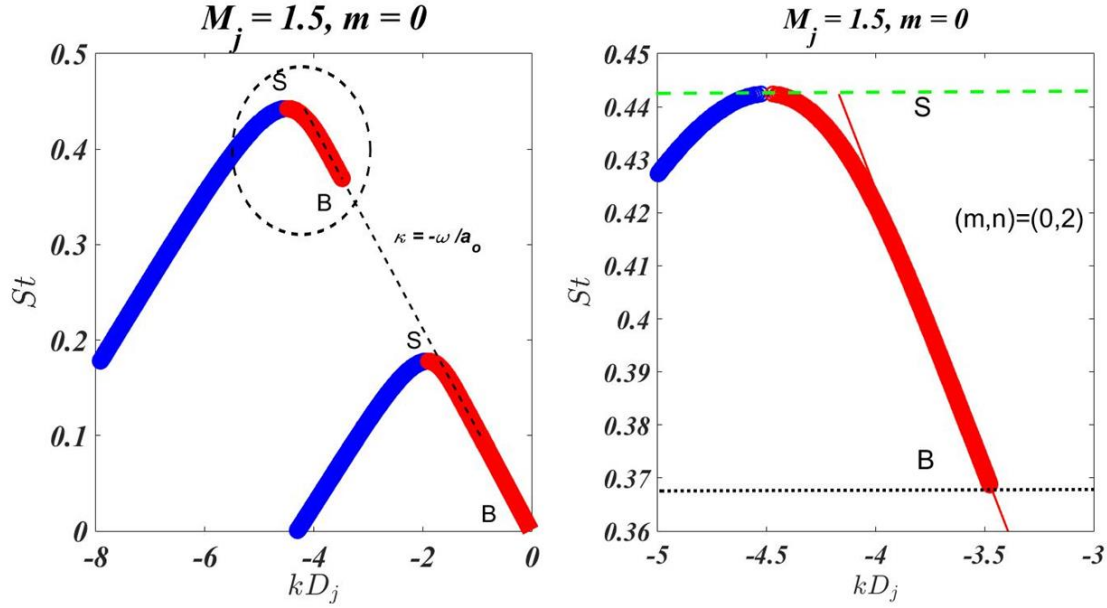 M_j = 1.5, m = 0
0.5
0.4
0.3
0.2
0.1
0
St
S
B
κ = -ω/a_o
S
B
-8
-6
-4
-2
0
kD_j
M_j = 1.5, m = 0
0.45
0.44
0.43
0.42
0.41
0.4
0.39
0.38
0.37
0.36
St
S
(m,n)=(0,2)
B
-5
-4.5
-4
-3.5
-3
kD_j